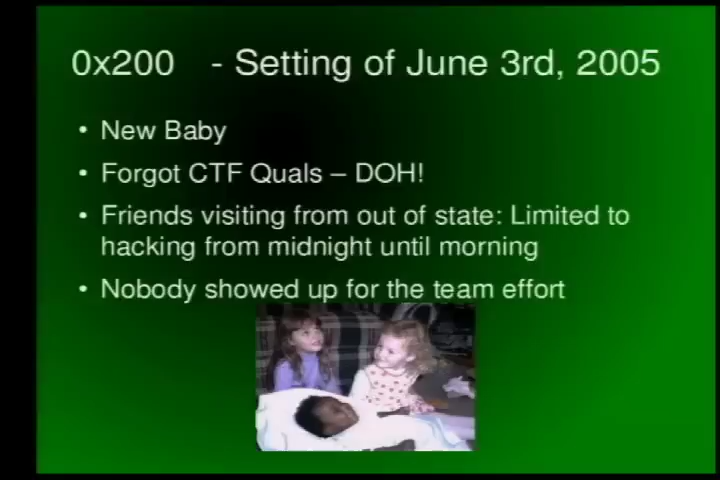 0x200 - Setting of June 3rd, 2005
• New Baby
• Forgot CTF Quals – DOH!
• Friends visiting from out of state: Limited to
hacking from midnight until morning
• Nobody showed up for the team effort